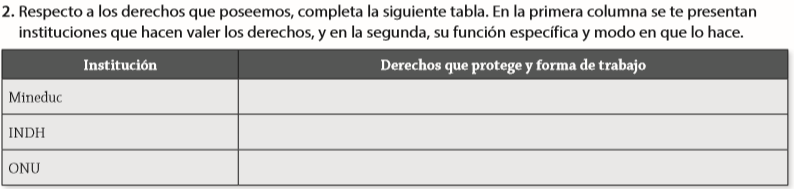 2. Respecto a los derechos que poseemos, completa la siguiente tabla. En la primera columna se te presentan
instituciones que hacen valer los derechos, y en la segunda, su función específica y modo en que lo hace.
Institución Derechos que protege y forma de trabajo
Mineduc
INDH
ONU